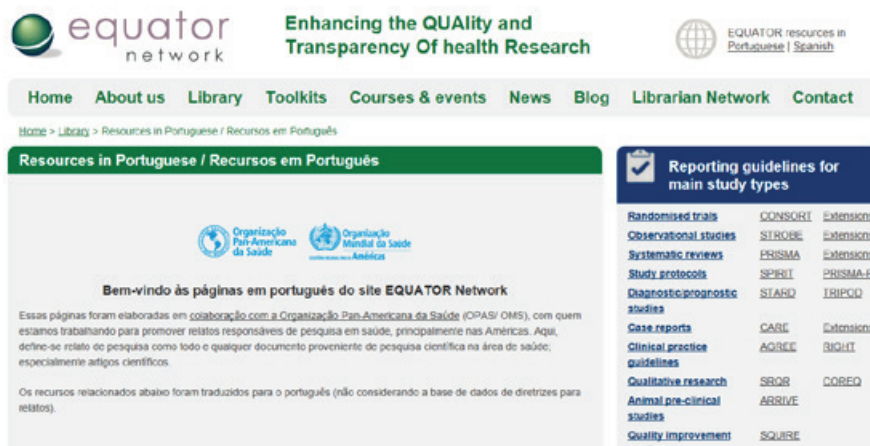 equator
network
Enhancing the QUAlity and
Transparency Of health Research
EQUATOR resources in
Portuguese | Spanish
Home About us Library Toolkits Courses & events News Blog Librarian Network Contact
Home > Library > Resources in Portuguese / Recursos em Português
Resources in Portuguese / Recursos em Português
Organização
Pan-Americana
da Saúde
Organização
Mundial da Saúde
Américas
Bem-vindo às páginas em português do site EQUATOR Network
Essas páginas foram elaboradas em colaboração com a Organização Pan-Americana da Saúde (OPAS/ OMS), com quem
estamos trabalhando para promover relatos responsáveis de pesquisa em saúde, principalmente nas Américas. Aqui,
define-se relato de pesquisa como todo e qualquer documento proveniente de pesquisa científica na área de saúde;
especialmente artigos científicos.
Os recursos relacionados abaixo foram traduzidos para o português (não considerando a base de dados de diretrizes para
relatos).
Reporting guidelines for
main study types
Randomised trials CONSORT Extensions
Observational studies STROBE Extensions
Systematic reviews PRISMA Extensions
Study protocols SPIRIT PRISMA-P
Diagnostic/prognostic STARD TRIPOD
studies
Case reports CARE Extensions
Clinical practice AGREE RIGHT
guidelines
Qualitative research SRQR COREQ
Animal pre-clinical ARRIVE
studies
Quality improvement SQUIRE